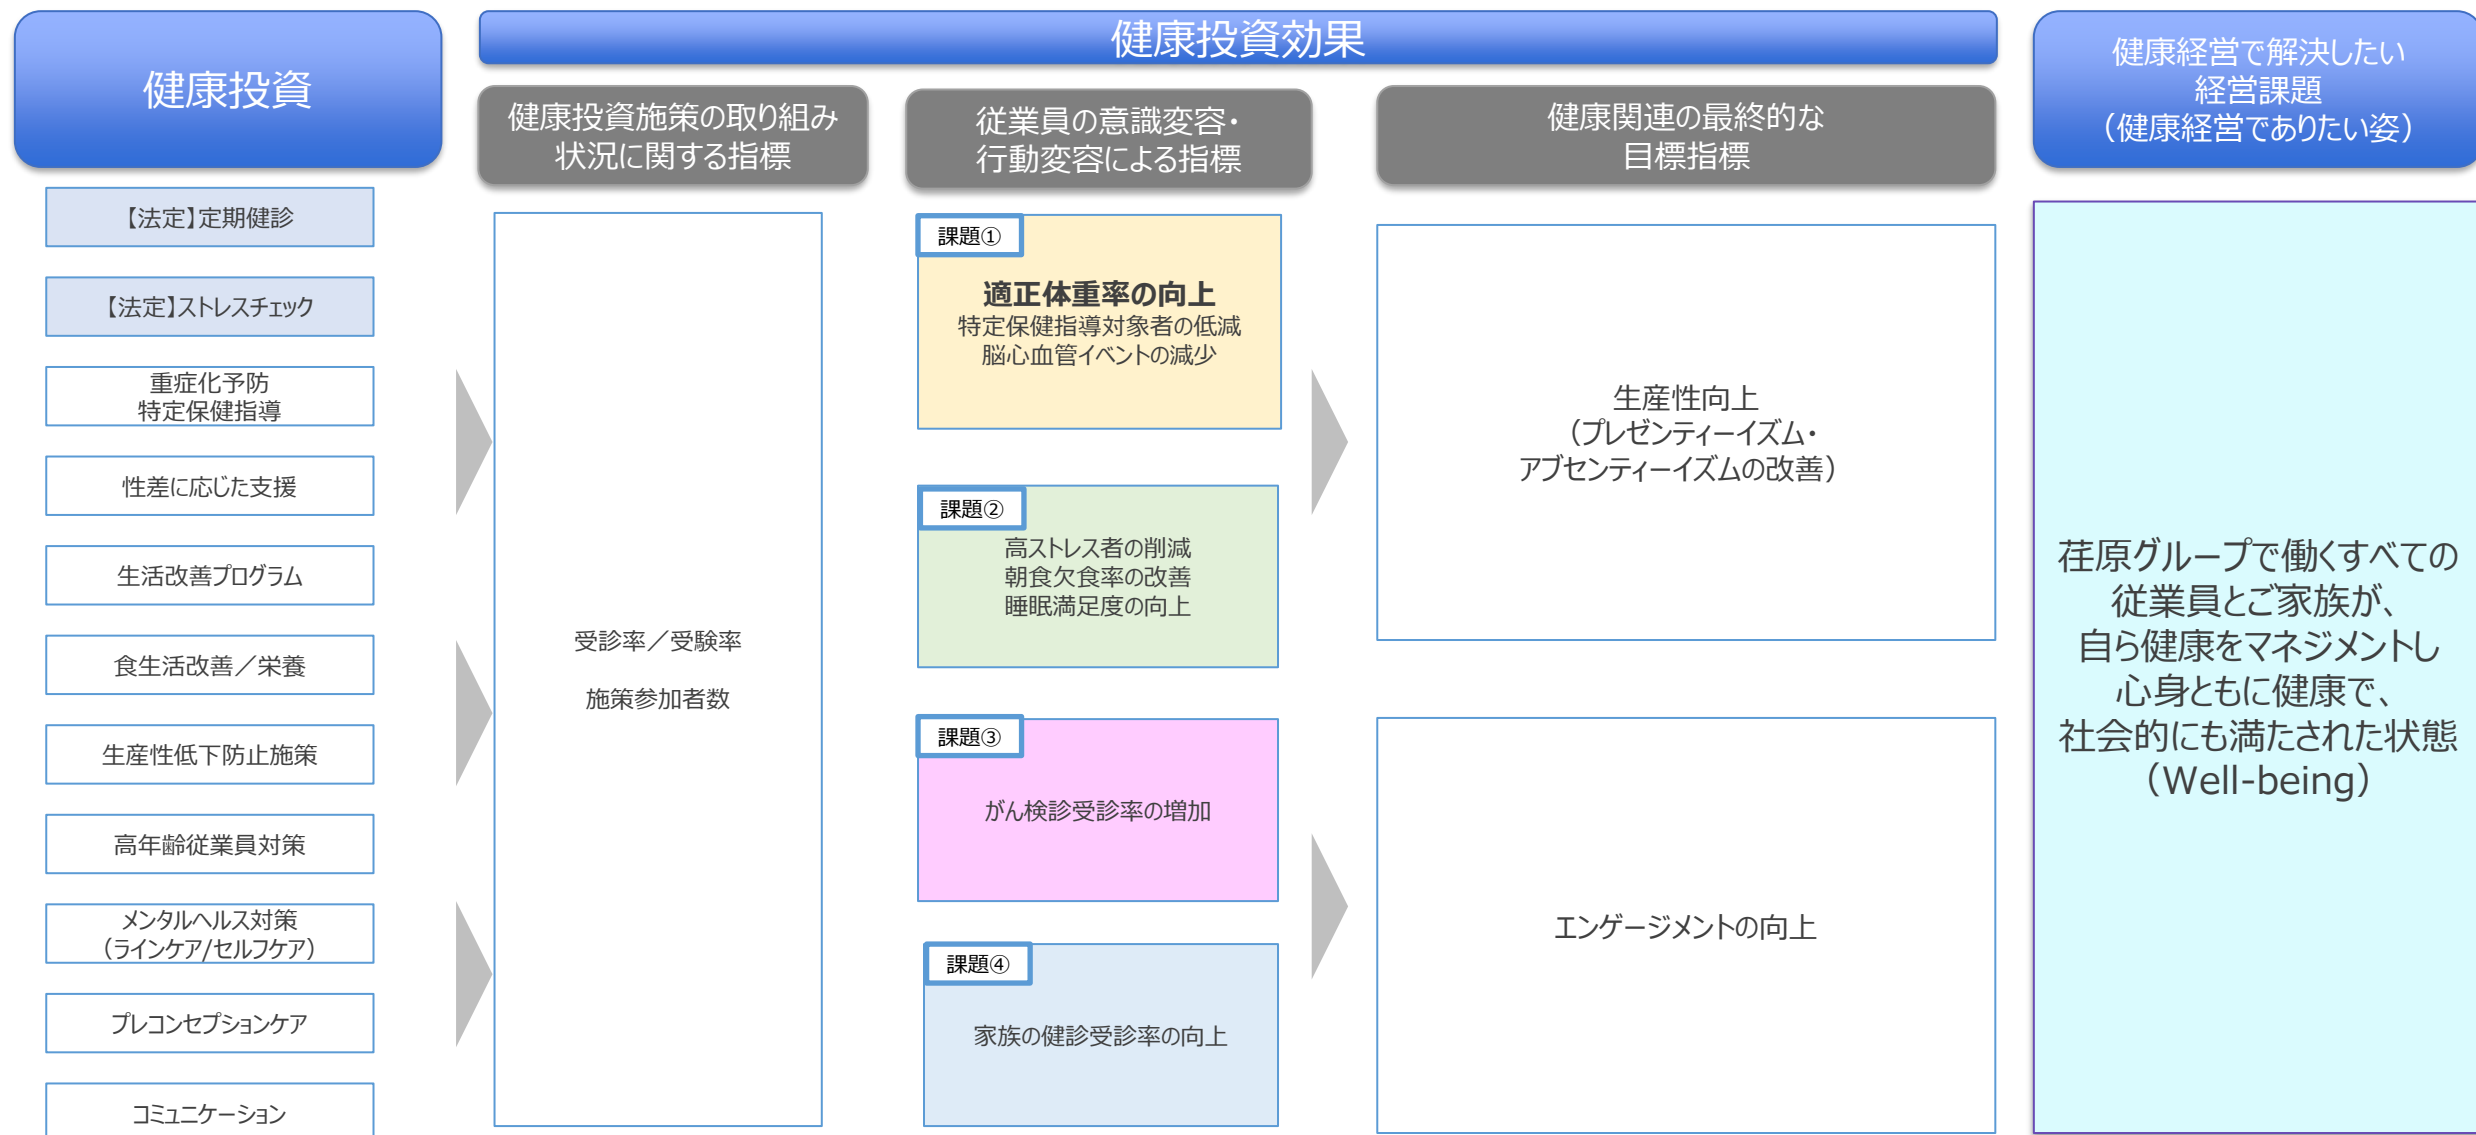 健康投資
健康投資効果
健康経営で解決したい
経営課題
（健康経営でありたい姿）
健康投資施策の取り組み
状況に関する指標
従業員の意識変容・
行動変容による指標
健康関連の最終的な
目標指標
【法定】定期健診
【法定】ストレスチェック
重症化予防
特定保健指導
性差に応じた支援
生活改善プログラム
食生活改善／栄養
生産性低下防止施策
高年齢従業員対策
メンタルヘルス対策
（ラインケア/セルフケア）
プレコンセプションケア
コミュニケーション
受診率／受験率
施策参加者数
課題①
適正体重率の向上
特定保健指導対象者の低減
脳心血管イベントの減少
課題②
高ストレス者の削減
朝食欠食率の改善
睡眠満足度の向上
課題③
がん検診受診率の増加
課題④
家族の健診受診率の向上
生産性向上
（プレゼンティーイズム・
アブセンティーイズムの改善）
エンゲージメントの向上
荏原グループで働くすべての
従業員とご家族が、
自ら健康をマネジメントし
心身ともに健康で、
社会的にも満たされた状態
（Well-being）